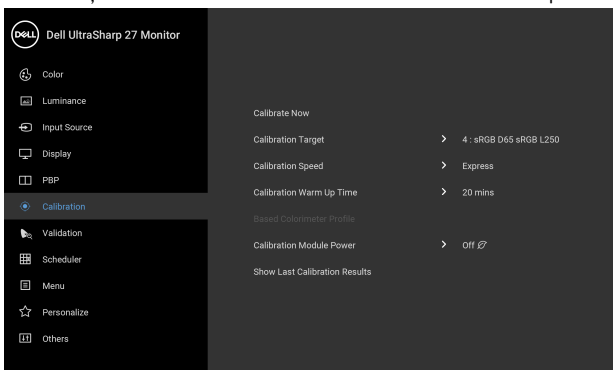 DELL Dell UltraSharp 27 Monitor
Color
Luminance
Input Source
Display
PBP
Calibration
Validation
Scheduler
Menu
Personalize
Others
Calibrate Now
Calibration Target 4 : sRGB D65 sRGB L250
Calibration Speed Express
Calibration Warm Up Time 20 mins
Based Colorimeter Profile
Calibration Module Power Off
Show Last Calibration Results